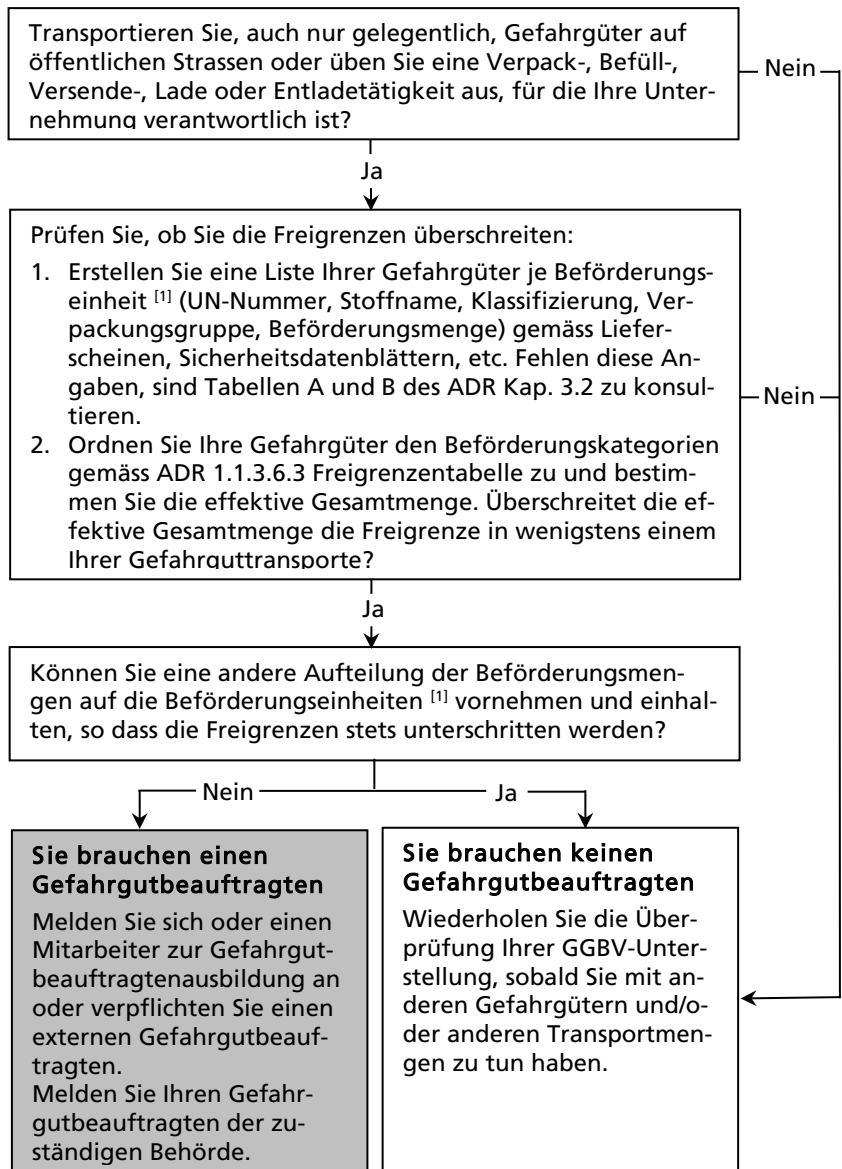 Transportieren Sie, auch nur gelegentlich, Gefahrgüter auf
öffentlichen Strassen oder üben Sie eine Verpack-, Befüll-,
Versende-, Lade oder Entladetätigkeit aus, für die Ihre Unter-
nehmung verantwortlich ist?
Nein
Ja
Prüfen Sie, ob Sie die Freigrenzen überschreiten:
1. Erstellen Sie eine Liste Ihrer Gefahrgüter je Beförderungs-
einheit [1] (UN-Nummer, Stoffname, Klassifizierung, Ver-
packungsgruppe, Beförderungsmenge) gemäss Liefer-
scheinen, Sicherheitsdatenblättern, etc. Fehlen diese An-
gaben, sind Tabellen A und B des ADR Kap. 3.2 zu konsul-
tieren.
2. Ordnen Sie Ihre Gefahrgüter den Beförderungskategorien
gemäss ADR 1.1.3.6.3 Freigrenzentabelle zu und bestim-
men Sie die effektive Gesamtmenge. Überschreitet die ef-
fektive Gesamtmenge die Freigrenze in wenigstens einem
Ihrer Gefahrguttransporte?
Nein
Ja
Können Sie eine andere Aufteilung der Beförderungsmen-
gen auf die Beförderungseinheiten [1] vornehmen und einhal-
ten, so dass die Freigrenzen stets unterschritten werden?
Nein
Ja
Sie brauchen einen
Gefahrgutbeauftragten
Melden Sie sich oder einen
Mitarbeiter zur Gefahrgut-
beauftragtenausbildung an
oder verpflichten Sie einen
externen Gefahrgutbeauf-
tragten.
Melden Sie Ihren Gefahr-
gutbeauftragten der zu-
ständigen Behörde.
Sie brauchen keinen
Gefahrgutbeauftragten
Wiederholen Sie die Über-
prüfung Ihrer GGBV-Unter-
stellung, sobald Sie mit an-
deren Gefahrgütern und/o-
der anderen Transportmen-
gen zu tun haben.